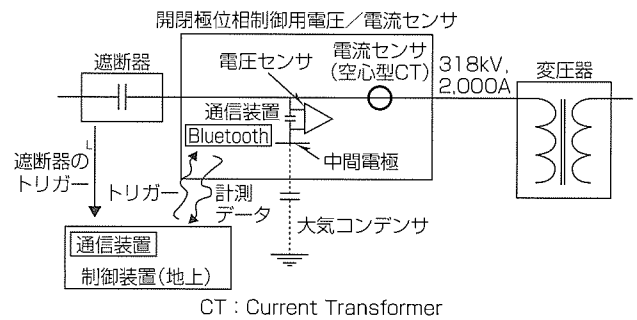 開閉極位相制御用電圧／電流センサ
遮断器
電圧センサ
電流センサ
(空心型CT)
318kV,
2,000A
変圧器
通信装置
Bluetooth
中間電極
遮断器の
トリガー
トリガー
計測
データ
大気コンデンサ
通信装置
制御装置(地上)
CT：Current Transformer